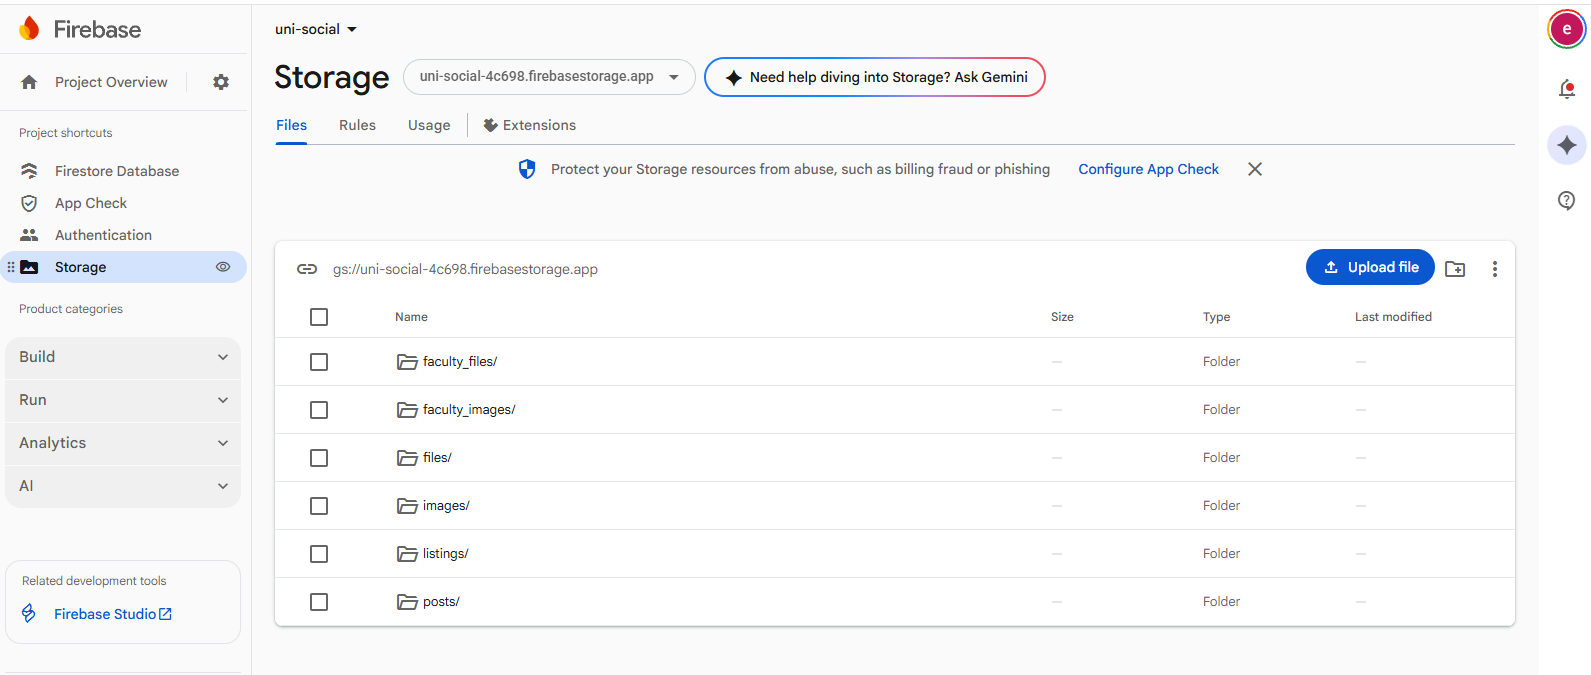 Firebase
Project Overview
Project shortcuts
Firestore Database
App Check
Authentication
Storage
Product categories
Build
Run
Analytics
AI
Related development tools
Firebase Studio
uni-social
Storage
uni-social-4c698.firebasestorage.app
Need help diving into Storage? Ask Gemini
Files Rules Usage Extensions
Protect your Storage resources from abuse, such as billing fraud or phishing Configure App Check
gs://uni-social-4c698.firebasestorage.app
Upload file
Name Size Type Last modified
faculty_files/ — Folder —
faculty_images/ — Folder —
files/ — Folder —
images/ — Folder —
listings/ — Folder —
posts/ — Folder —
e